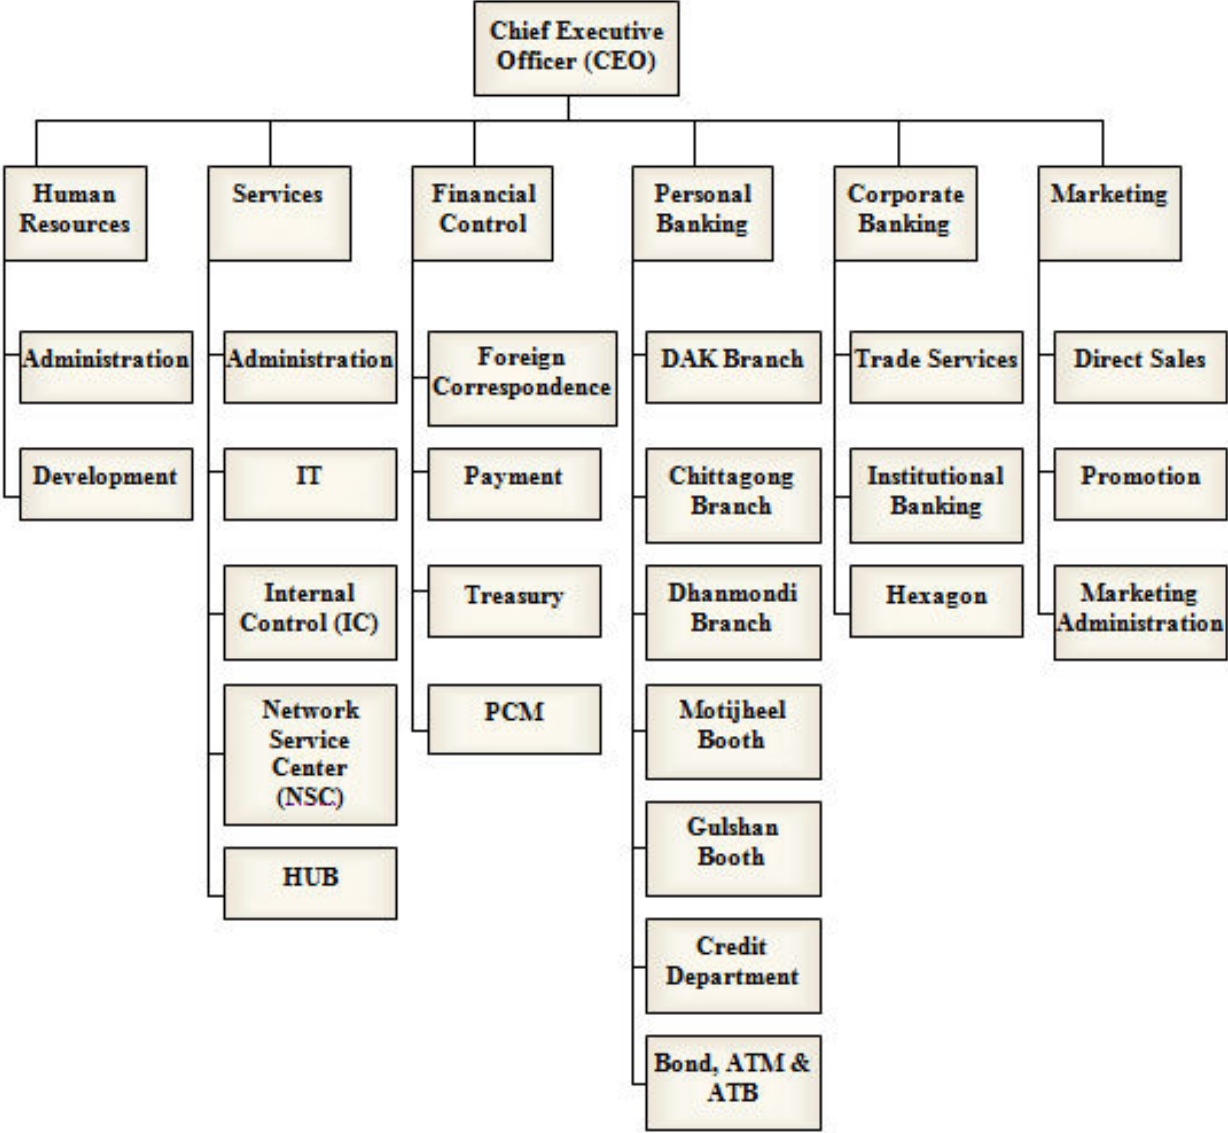 Chief Executive
Officer (CEO)
Human
Resources
Services
Financial
Control
Personal
Banking
Corporate
Banking
Marketing
Administration
Development
Administration
IT
Internal
Control (IC)
Network
Service
Center
(NSC)
HUB
Foreign
Correspondence
Payment
Treasury
PCM
DAK Branch
Chittagong
Branch
Dhanmondi
Branch
Motijheel
Booth
Gulshan
Booth
Credit
Department
Bond, ATM &
ATB
Trade Services
Institutional
Banking
Hexagon
Direct Sales
Promotion
Marketing
Administration